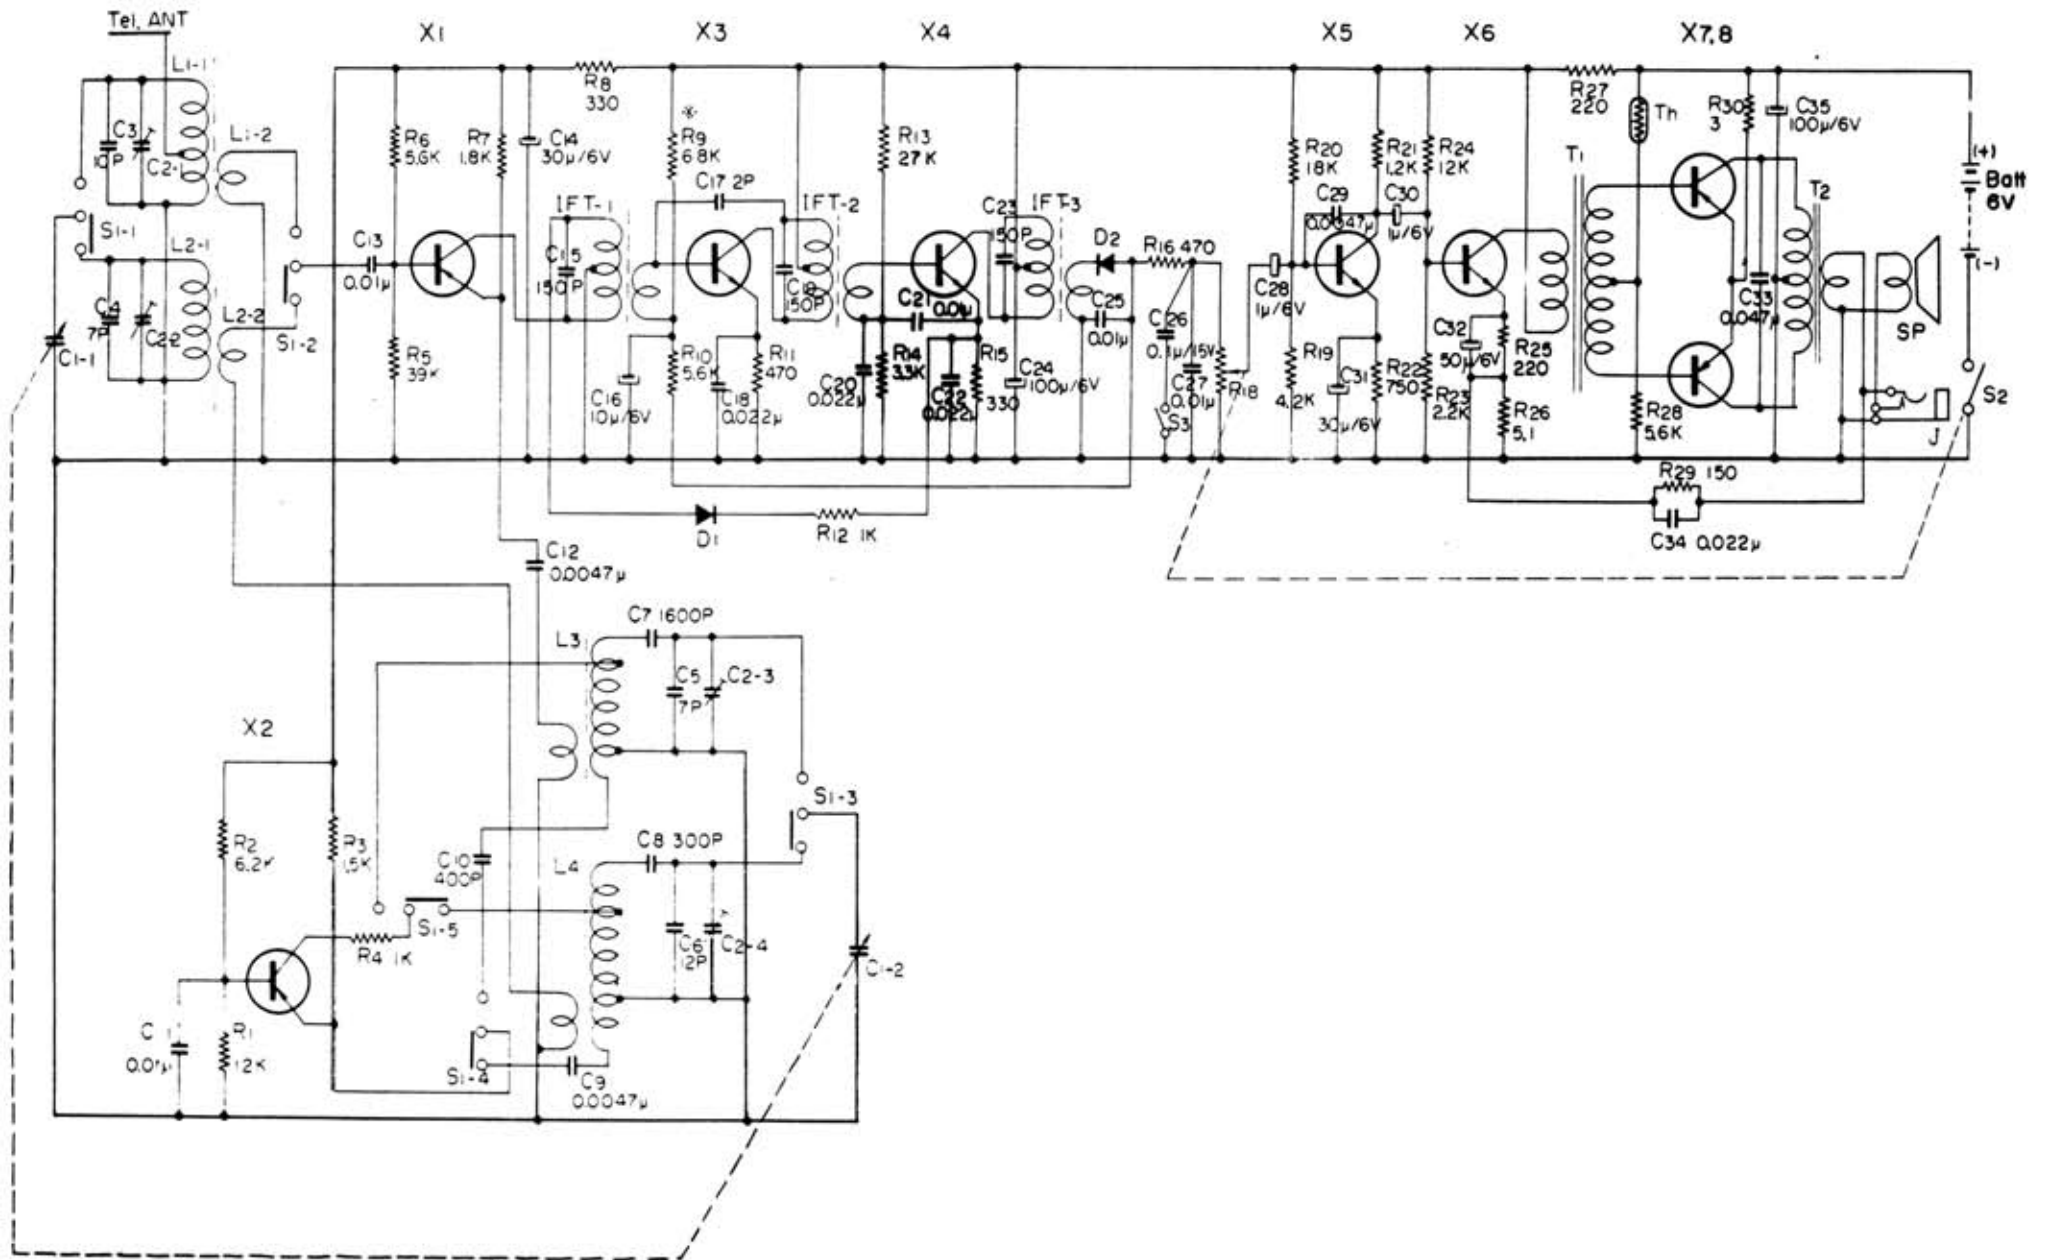 Tel. ANT
X1
X3
X4
X5
X6
X7,8
L1-1
C3
10P
C2-1
L1-2
S1-1
L2-1
C4
7P
C2-2
L2-2
S1-2
C1-1
C13
0.01μ
R6
5.6K
R5
39K
R7
1.8K
C14
30μ/6V
R8
330
IFT-1
C15
150P
R9
6.8K
C17 2P
C16
10μ/6V
R10
5.6K
C18
0.022μ
R11
470
IFT-2
150P
R13
27K
C21
0.01μ
C20
0.022μ
R14
3.3K
C22
0.022μ
R15
330
C23
150P
IFT-3
C24
100μ/6V
D2
C25
0.01μ
R16 470
C26
0.1μ/15V
S3
C27
0.01μ
R18
C28
1μ/6V
R20
18K
R19
4.2K
C29
0.0047μ
R21
1.2K
C30
1μ/6V
C31
30μ/6V
R22
750
R24
12K
R23
2.2K
C32
50μ/6V
R25
220
R26
5.1
T1
R27
220
Th
R28
5.6K
R30
3
C35
100μ/6V
C33
0.047μ
T2
SP
J
(+)
Batt
6V
(-)
S2
R29 150
C34 0.022μ
D1
R12 1K
C12
0.0047μ
L3
C7 1600P
C5
7P
C2-3
S1-3
X2
R2
6.2K
R3
C10
400P
L4
C8 300P
C6
12P
C2-4
C1-2
S1-5
R4 1K
R1
S1-4
C9
0.0047μ